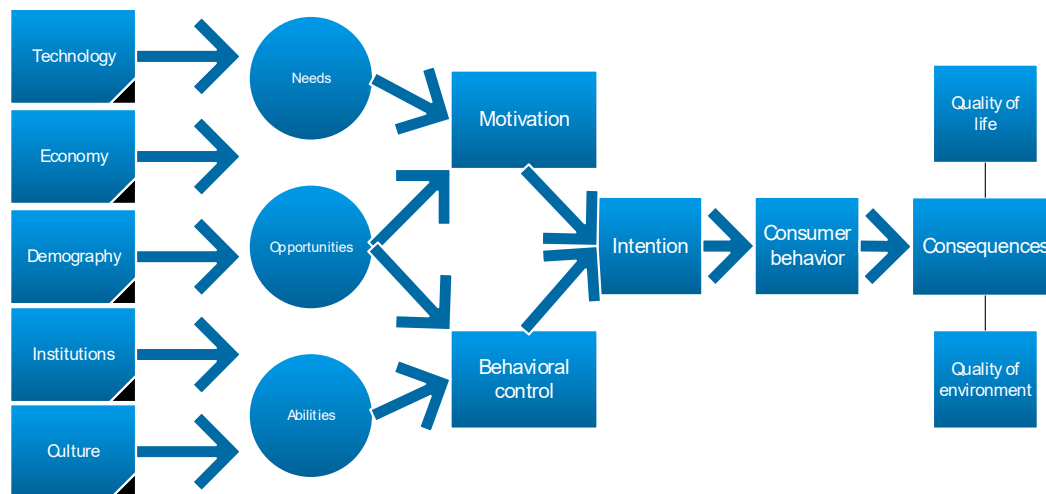 Technology
Economy
Demography
Institutions
Culture
Needs
Opportunities
Abilities
Motivation
Behavioral
control
Intention
Consumer
behavior
Quality of
life
Consequences
Quality of
environment